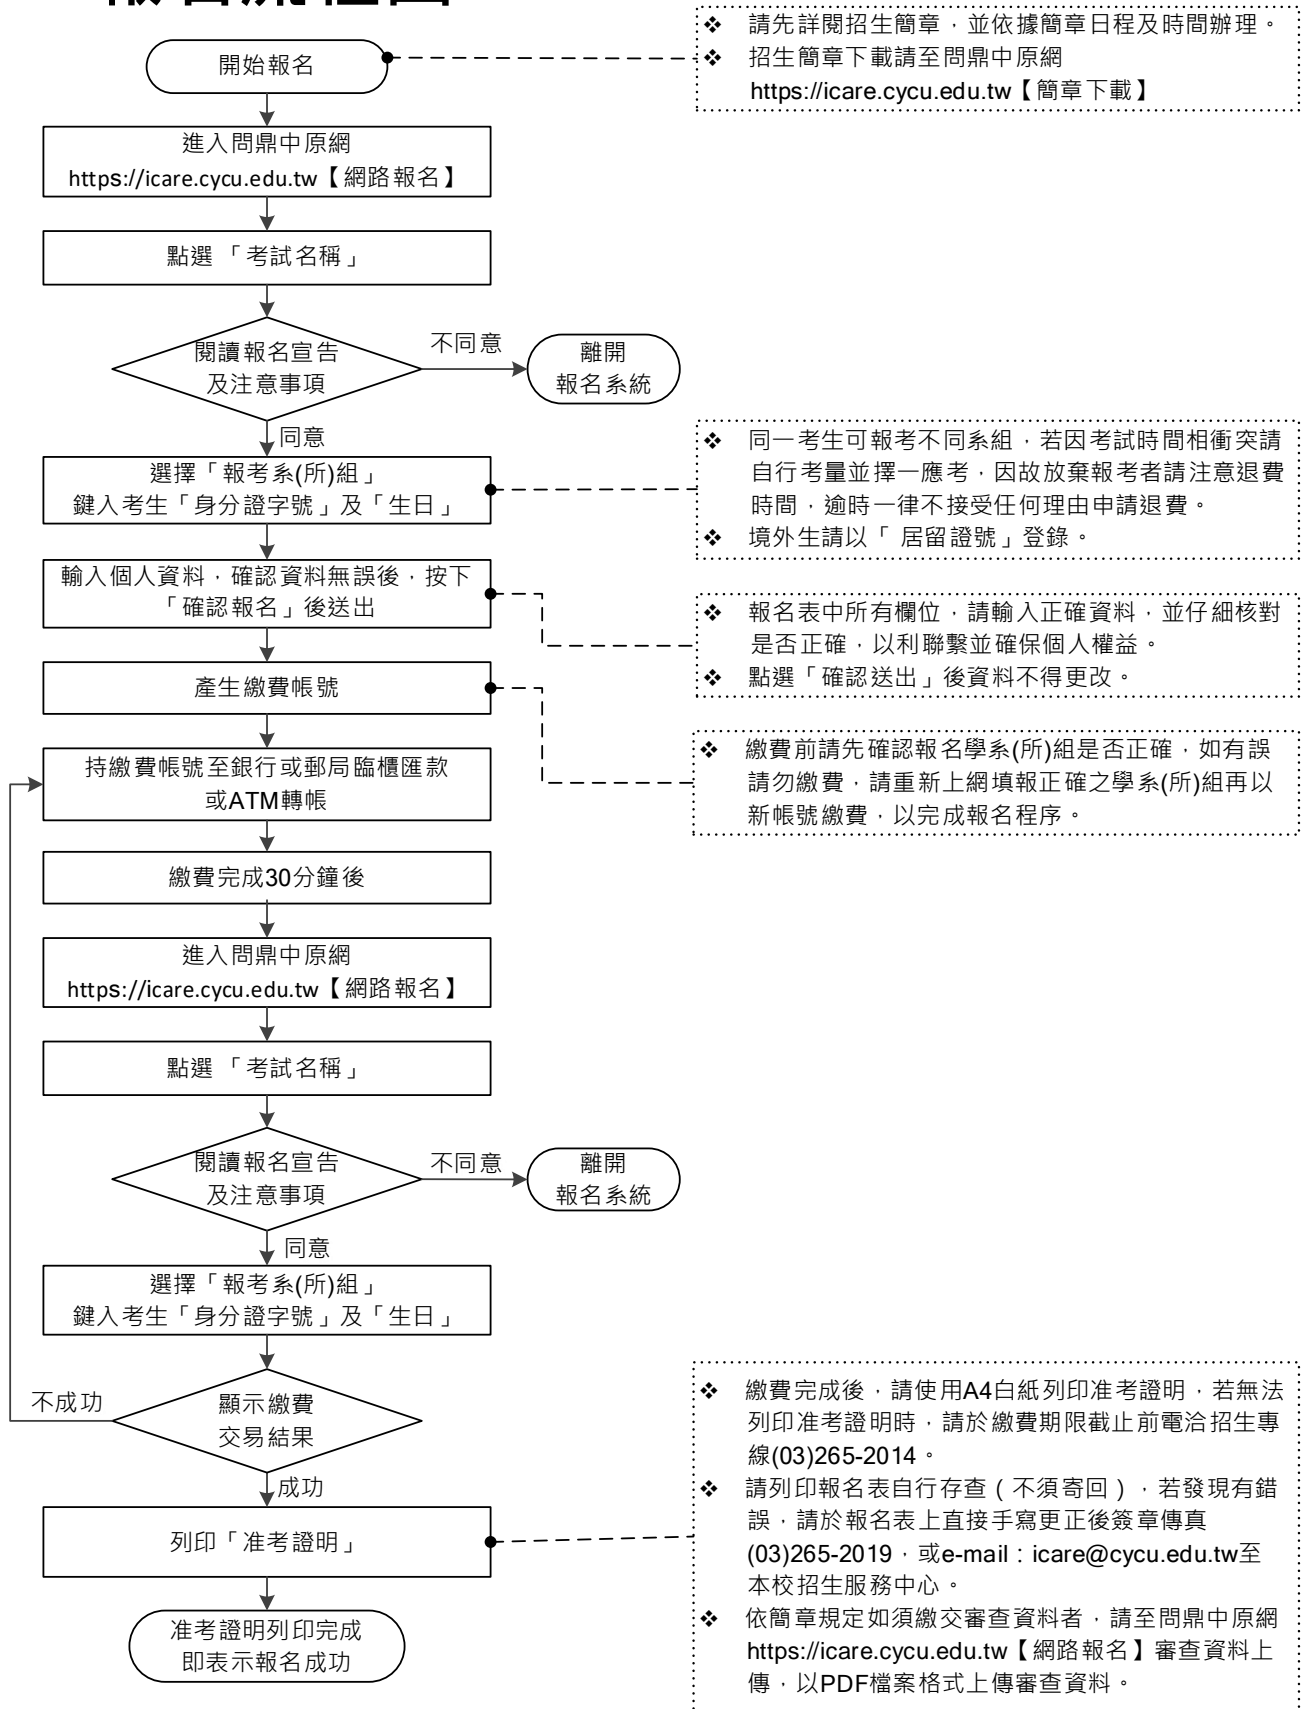 開始報名
❖ 請先詳閱招生簡章，並依據簡章日程及時間辦理。
❖ 招生簡章下載請至問鼎中原網
https://icare.cycu.edu.tw【簡章下載】
進入問鼎中原網
https://icare.cycu.edu.tw【網路報名】
點選「考試名稱」
閱讀報名宣告
及注意事項
不同意
離開
報名系統
同意
選擇「報考系(所)組」
鍵入考生「身分證字號」及「生日」
❖ 同一考生可報考不同系組，若因考試時間相衝突請
自行考量並擇一應考，因故放棄報考者請注意退費
時間，逾時一律不接受任何理由申請退費。
❖ 境外生請以「 居留證號」登錄。
輸入個人資料，確認資料無誤後，按下
「確認報名」後送出
❖ 報名表中所有欄位，請輸入正確資料，並仔細核對
是否正確，以利聯繫並確保個人權益。
❖ 點選「確認送出」後資料不得更改。
產生繳費帳號
❖ 繳費前請先確認報名學系(所)組是否正確，如有誤
請勿繳費，請重新上網填報正確之學系(所)組再以
新帳號繳費，以完成報名程序。
持繳費帳號至銀行或郵局臨櫃匯款
或ATM轉帳
繳費完成30分鐘後
進入問鼎中原網
https://icare.cycu.edu.tw【網路報名】
點選「考試名稱」
閱讀報名宣告
及注意事項
不同意
離開
報名系統
同意
選擇「報考系(所)組」
鍵入考生「身分證字號」及「生日」
不成功
顯示繳費
交易結果
成功
列印「准考證明」
❖ 繳費完成後，請使用A4白紙列印准考證明，若無法
列印准考證明時，請於繳費期限截止前電洽招生專
線(03)265-2014。
❖ 請列印報名表自行存查（不須寄回），若發現有錯
誤，請於報名表上直接手寫更正後簽章傳真
(03)265-2019，或e-mail：icare@cycu.edu.tw至
本校招生服務中心。
❖ 依簡章規定如須繳交審查資料者，請至問鼎中原網
https://icare.cycu.edu.tw【網路報名】審查資料上
傳，以PDF檔案格式上傳審查資料。
准考證明列印完成
即表示報名成功